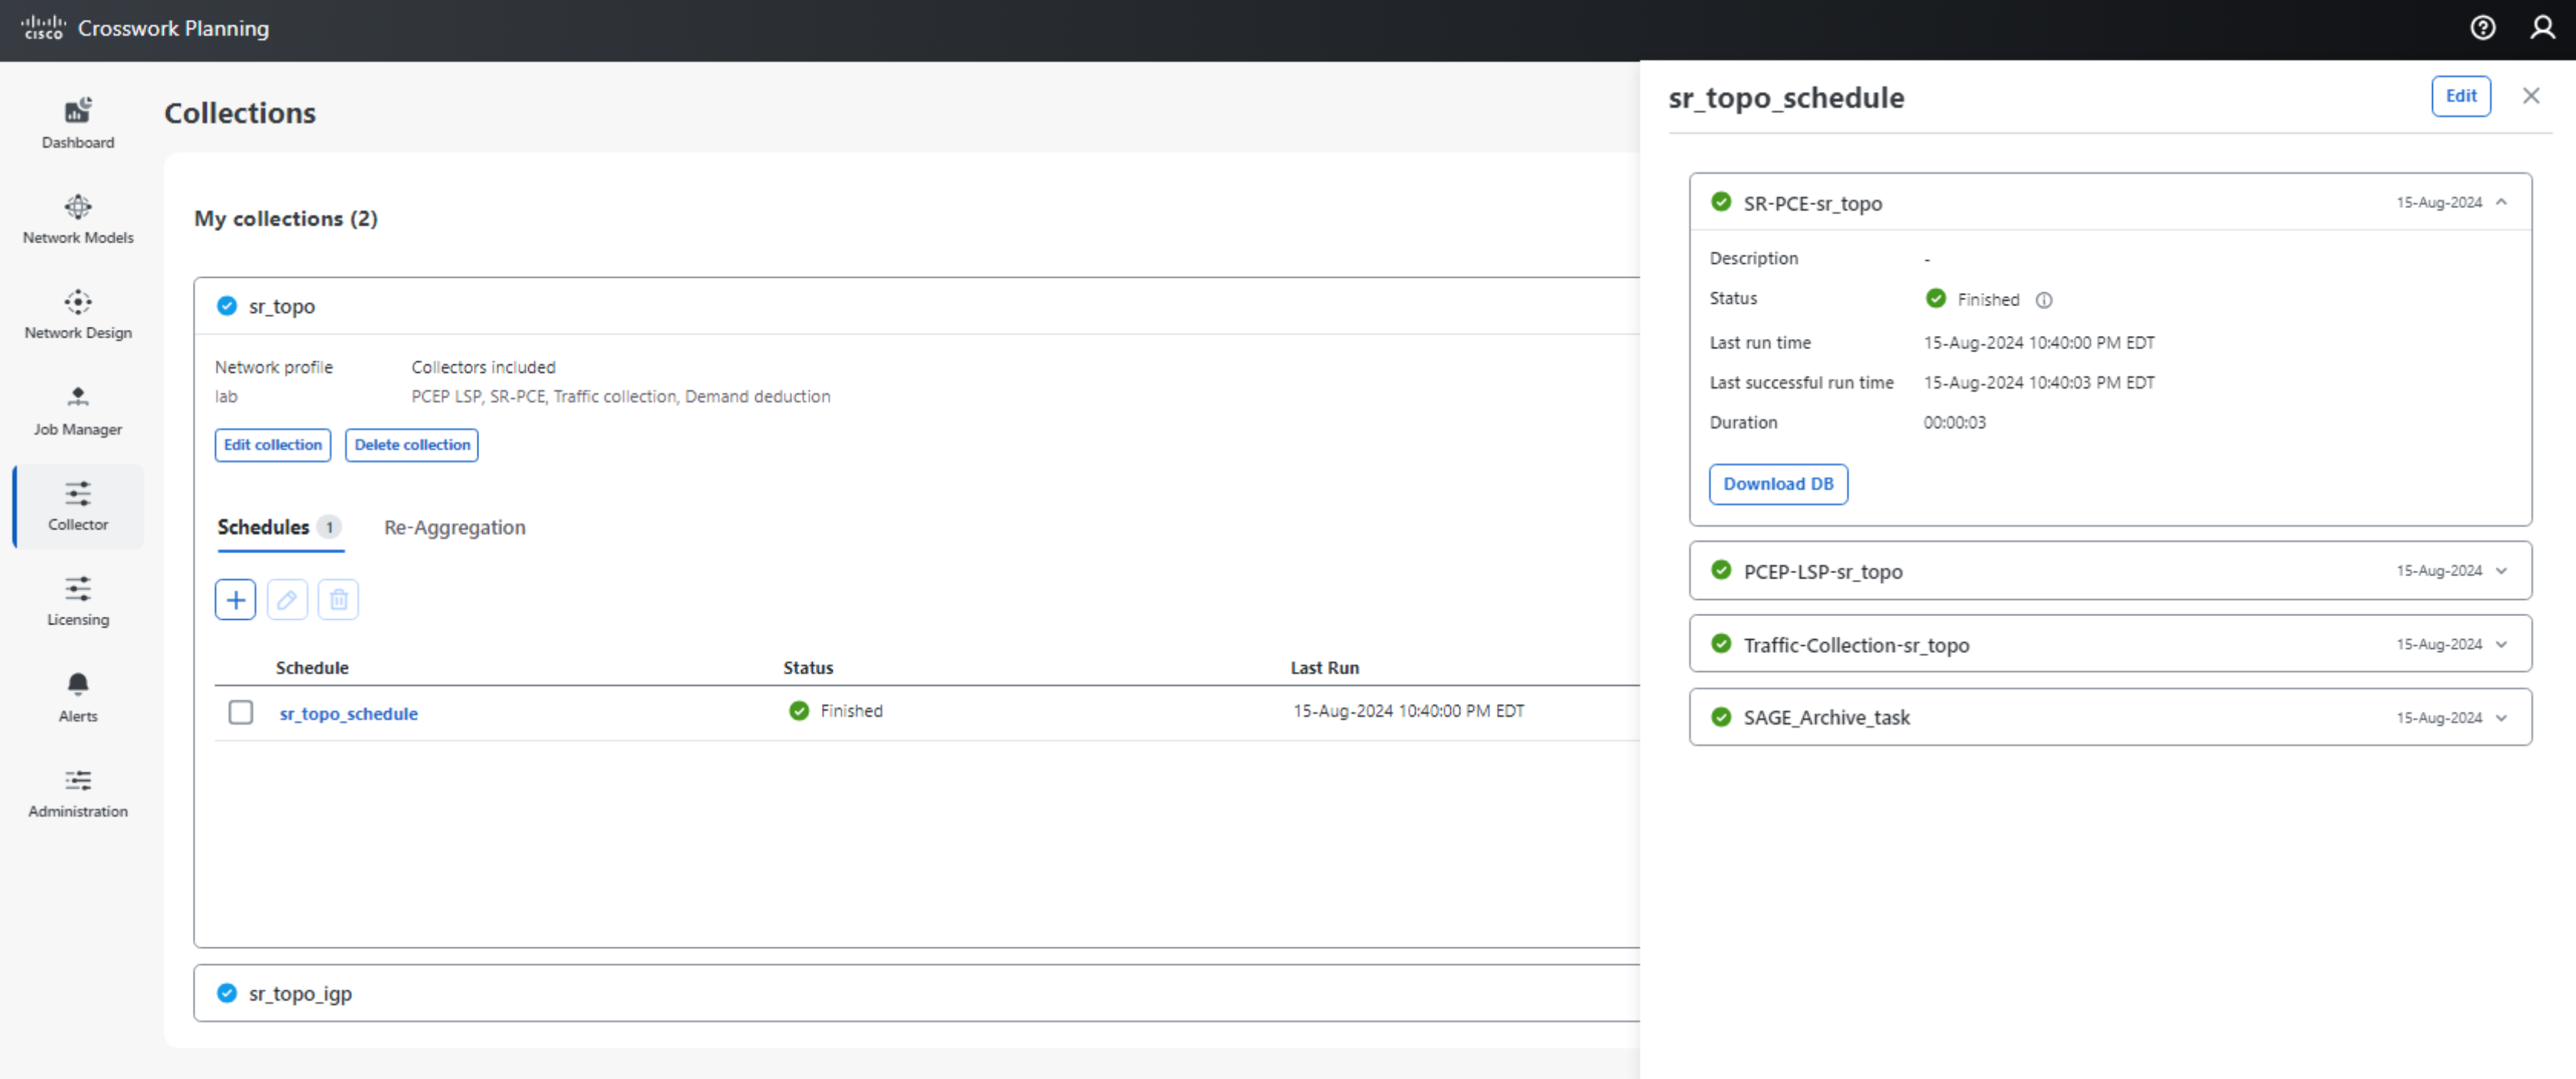 cisco Crosswork Planning
Dashboard
Network Models
Network Design
Job Manager
Collector
Licensing
Alerts
Administration
Collections
My collections (2)
sr_topo
Network profile Collectors included
lab PCEP LSP, SR-PCE, Traffic collection, Demand deduction
Edit collection Delete collection
Schedules 1 Re-Aggregation
Schedule Status Last Run
sr_topo_schedule Finished 15-Aug-2024 10:40:00 PM EDT
sr_topo_igp
sr_topo_schedule Edit
SR-PCE-sr_topo 15-Aug-2024
Description -
Status Finished
Last run time 15-Aug-2024 10:40:00 PM EDT
Last successful run time 15-Aug-2024 10:40:03 PM EDT
Duration 00:00:03
Download DB
PCEP-LSP-sr_topo 15-Aug-2024
Traffic-Collection-sr_topo 15-Aug-2024
SAGE_Archive_task 15-Aug-2024